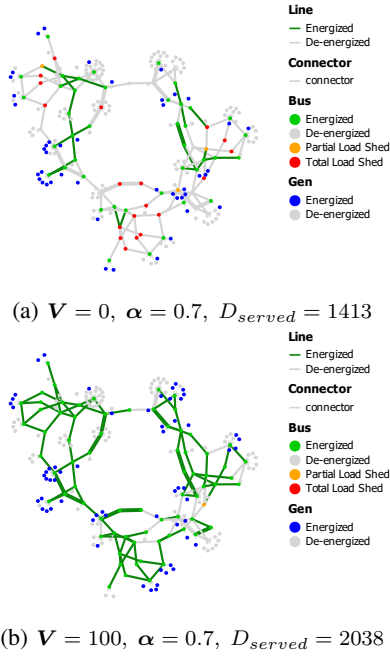 Line
Energized
De-energized
Connector
connector
Bus
Energized
De-energized
Partial Load Shed
Total Load Shed
Gen
Energized
De-energized
(a) V = 0, α = 0.7, D_served = 1413
Line
Energized
De-energized
Connector
connector
Bus
Energized
De-energized
Partial Load Shed
Total Load Shed
Gen
Energized
De-energized
(b) V = 100, α = 0.7, D_served = 2038